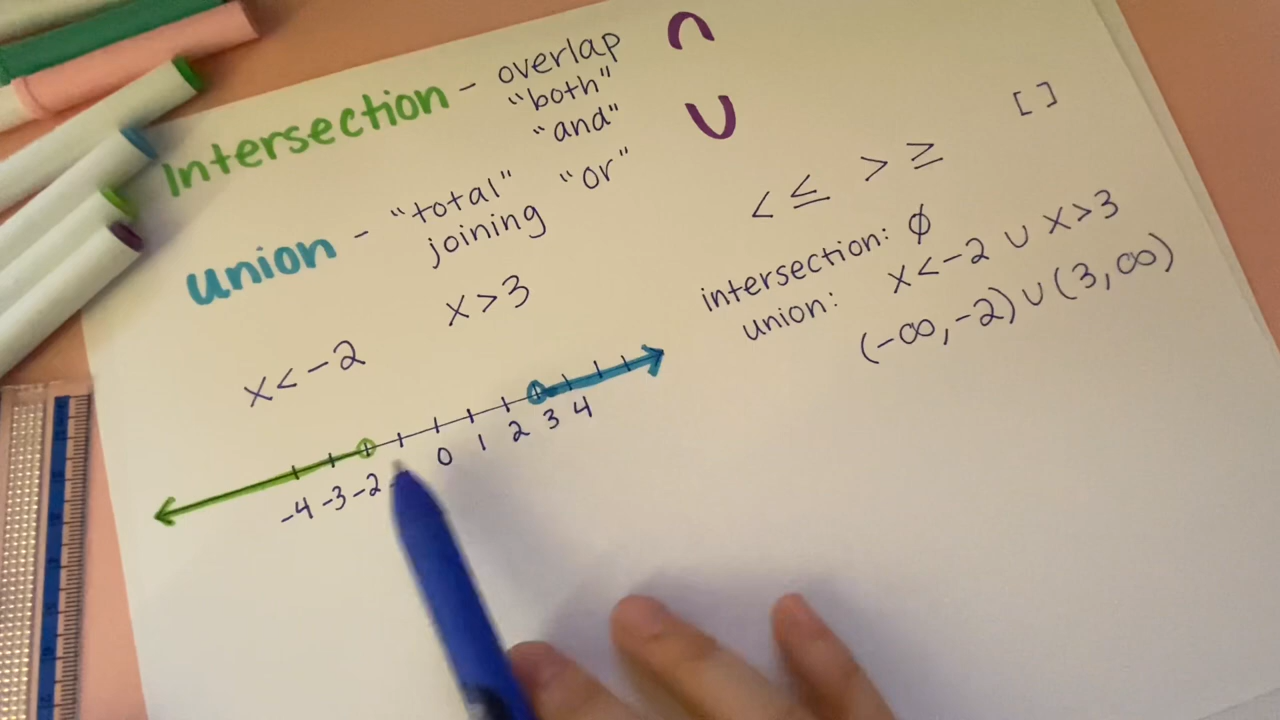 Intersection - overlap ∩
"both"
"and"
union - "total" "or" ∪
joining
[ ]
< ≤ > ≥
x < -2
x > 3
-4 -3 -2 0 1 2 3 4
intersection: ∅
union: x < -2 ∪ x > 3
(-∞, -2) ∪ (3, ∞)